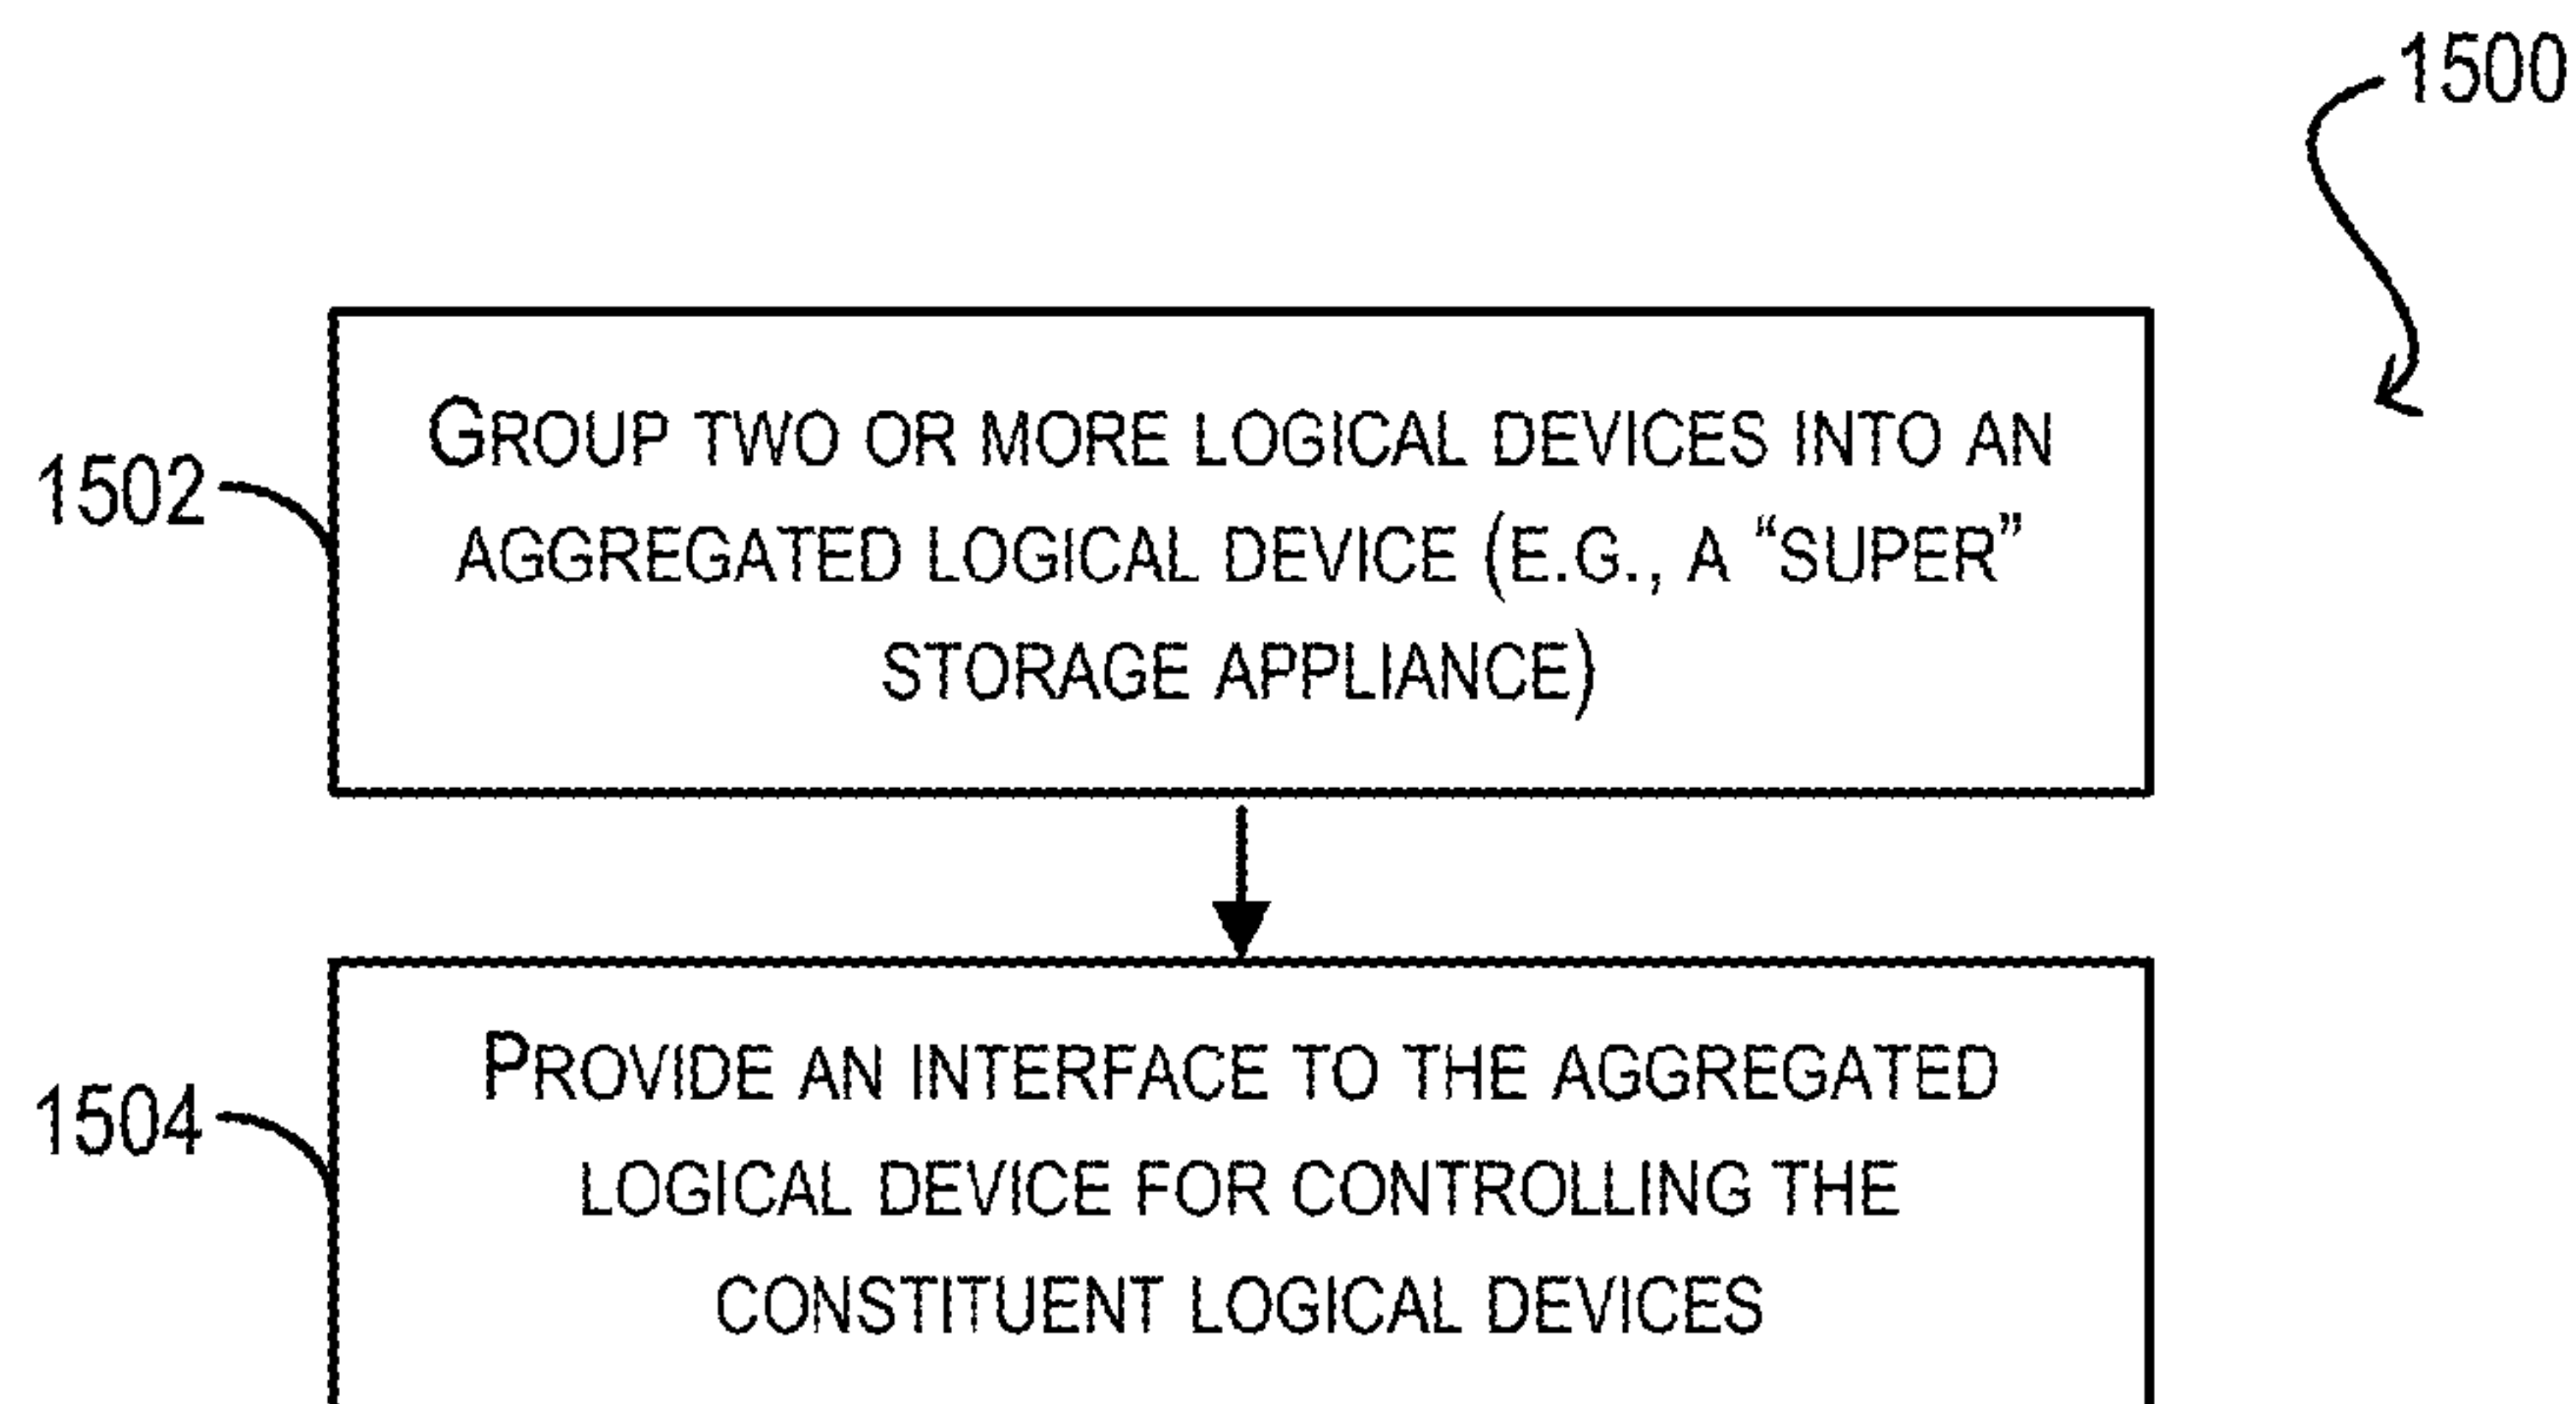 1500
1502
GROUP TWO OR MORE LOGICAL DEVICES INTO AN
AGGREGATED LOGICAL DEVICE (E.G., A “SUPER”
STORAGE APPLIANCE)
1504
PROVIDE AN INTERFACE TO THE AGGREGATED
LOGICAL DEVICE FOR CONTROLLING THE
CONSTITUENT LOGICAL DEVICES